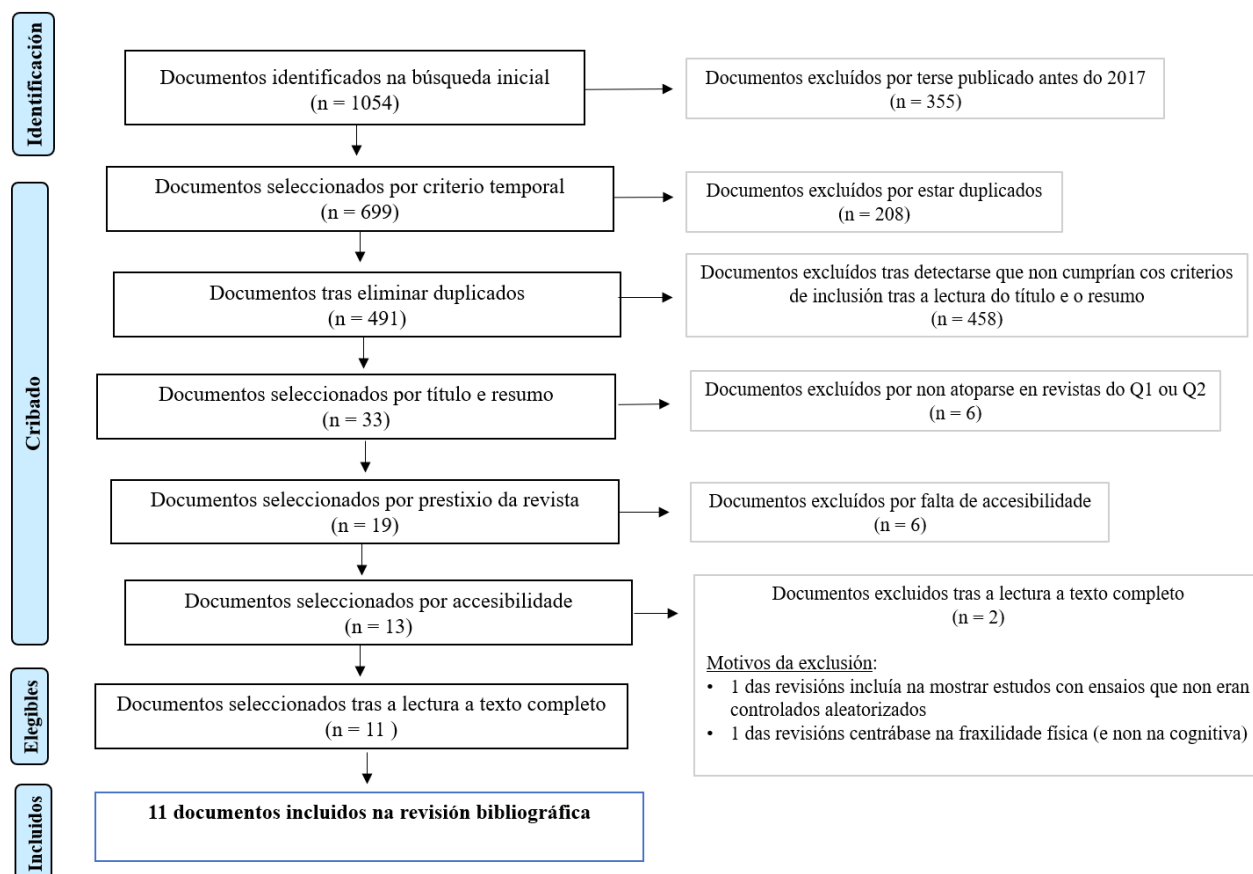 Identificación
Documentos identificados na búsqueda inicial
(n = 1054)
Documentos excluídos por terse publicado antes do 2017
(n = 355)
Cribado
Documentos seleccionados por criterio temporal
(n = 699)
Documentos excluídos por estar duplicados
(n = 208)
Documentos tras eliminar duplicados
(n = 491)
Documentos excluídos tras detectarse que non cumprían cos criterios
de inclusión tras a lectura do título e o resumo
(n = 458)
Documentos seleccionados por título e resumo
(n = 33)
Documentos excluídos por non atoparse en revistas do Q1 ou Q2
(n = 6)
Documentos seleccionados por prestixio da revista
(n = 19)
Documentos excluídos por falta de accesibilidade
(n = 6)
Documentos seleccionados por accesibilidade
(n = 13)
Documentos excluidos tras a lectura a texto completo
(n = 2)
Motivos da exclusión:
• 1 das revisións incluía na mostrar estudos con ensaios que non eran
controlados aleatorizados
• 1 das revisións centrábase na fraxilidade física (e non na cognitiva)
Elegibles
Documentos seleccionados tras a lectura a texto completo
(n = 11 )
Incluidos
11 documentos incluidos na revisión bibliográfica